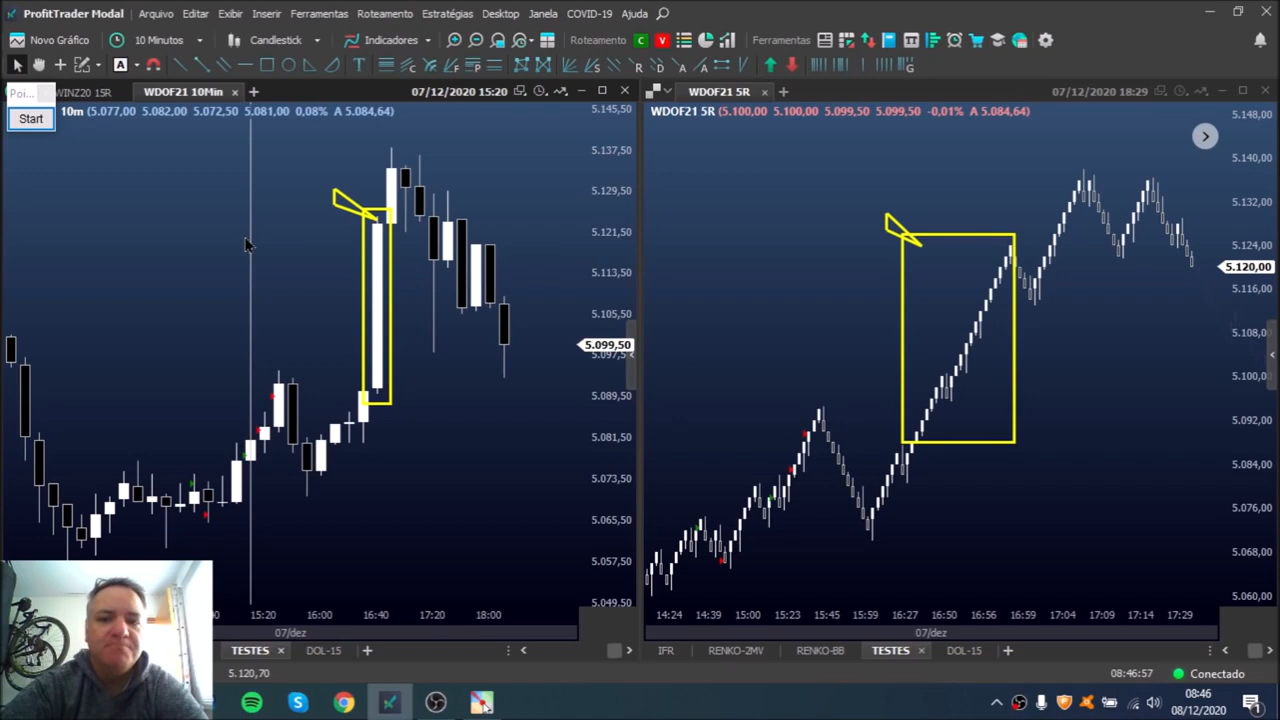 ProfitTrader Modal Arquivo Editar Exibir Inserir Ferramentas Roteamento Estratégias Desktop Janela COVID-19 Ajuda
Novo Gráfico 10 Minutos Candlestick Indicadores Roteamento C V Ferramentas
A T C F P S R D A A G
Poi... WINZ20 15R WDOF21 10Min 07/12/2020 15:20 WDOF21 5R 07/12/2020 18:29
Start
10m (5.077,00 5.082,00 5.072,50 5.081,00 0,08% A 5.084,64)
WDOF21 5R (5.100,00 5.100,00 5.099,50 5.099,50 -0,01% A 5.084,64)
5.145,50
5.137,50
5.129,50
5.121,50
5.113,50
5.105,50
5.099,50
5.097,50
5.089,50
5.081,50
5.073,50
5.065,50
5.057,50
5.049,50
5.148,00
5.140,00
5.132,00
5.124,00
5.120,00
5.116,00
5.108,00
5.100,00
5.092,00
5.084,00
5.076,00
5.068,00
5.060,00
15:20 16:00 16:40 17:20 18:00
14:24 14:39 15:00 15:23 15:45 15:59 16:27 16:50 16:56 16:59 17:04 17:09 17:29
07/dez
07/dez
TESTES DOL-15
IFR RENKO-2MV RENKO-BB TESTES DOL-15
5.120,70 08:46:57 Conectado
08:46
08/12/2020
1